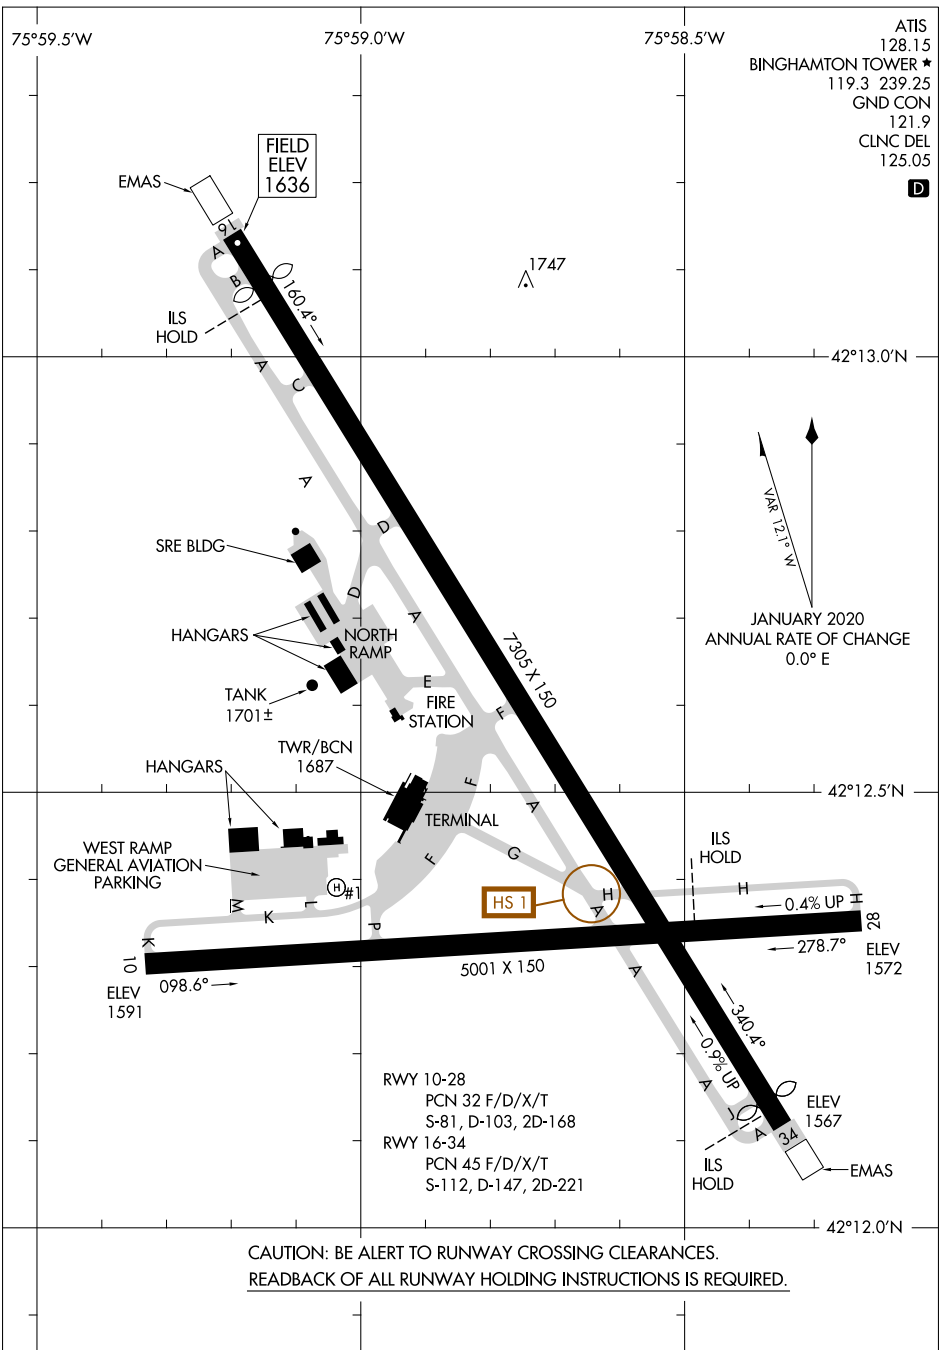 75°59.5'W
75°59.0'W
75°58.5'W
ATIS
128.15
BINGHAMTON TOWER ★
119.3 239.25
GND CON
121.9
CLNC DEL
125.05
D
FIELD
ELEV
1636
EMAS
16
A
B
160.4°
ILS
HOLD
1747
42°13.0'N
A
C
A
D
VAR 12.1° W
JANUARY 2020
ANNUAL RATE OF CHANGE
0.0° E
SRE BLDG
D
A
HANGARS
NORTH
RAMP
7305 X 150
TANK
1701±
E
FIRE
STATION
F
TWR/BCN
1687
HANGARS
F
A
42°12.5'N
TERMINAL
WEST RAMP
GENERAL AVIATION
PARKING
F
G
ILS
HOLD
H
#1
HS 1
H
H
H
0.4% UP
M
K
L
P
A
28
K
10
278.7°
ELEV
1572
ELEV
1591
098.6°
5001 X 150
A
340.4°
0.9% UP
RWY 10-28
PCN 32 F/D/X/T
S-81, D-103, 2D-168
RWY 16-34
PCN 45 F/D/X/T
S-112, D-147, 2D-221
A
J
A
34
ELEV
1567
ILS
HOLD
EMAS
42°12.0'N
CAUTION: BE ALERT TO RUNWAY CROSSING CLEARANCES.
READBACK OF ALL RUNWAY HOLDING INSTRUCTIONS IS REQUIRED.